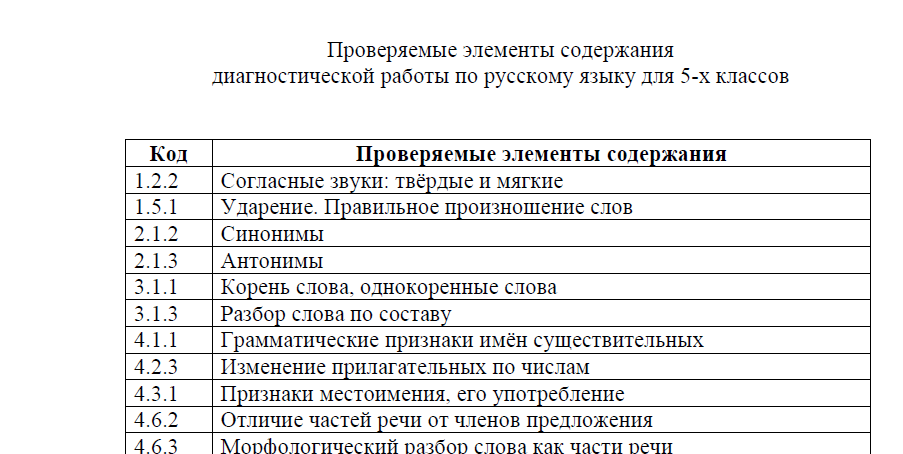 Проверяемые элементы содержания
диагностической работы по русскому языку для 5-х классов
Код Проверяемые элементы содержания
1.2.2 Согласные звуки: твёрдые и мягкие
1.5.1 Ударение. Правильное произношение слов
2.1.2 Синонимы
2.1.3 Антонимы
3.1.1 Корень слова, однокоренные слова
3.1.3 Разбор слова по составу
4.1.1 Грамматические признаки имён существительных
4.2.3 Изменение прилагательных по числам
4.3.1 Признаки местоимения, его употребление
4.6.2 Отличие частей речи от членов предложения
4.6.3 Морфологический разбор слова как части речи